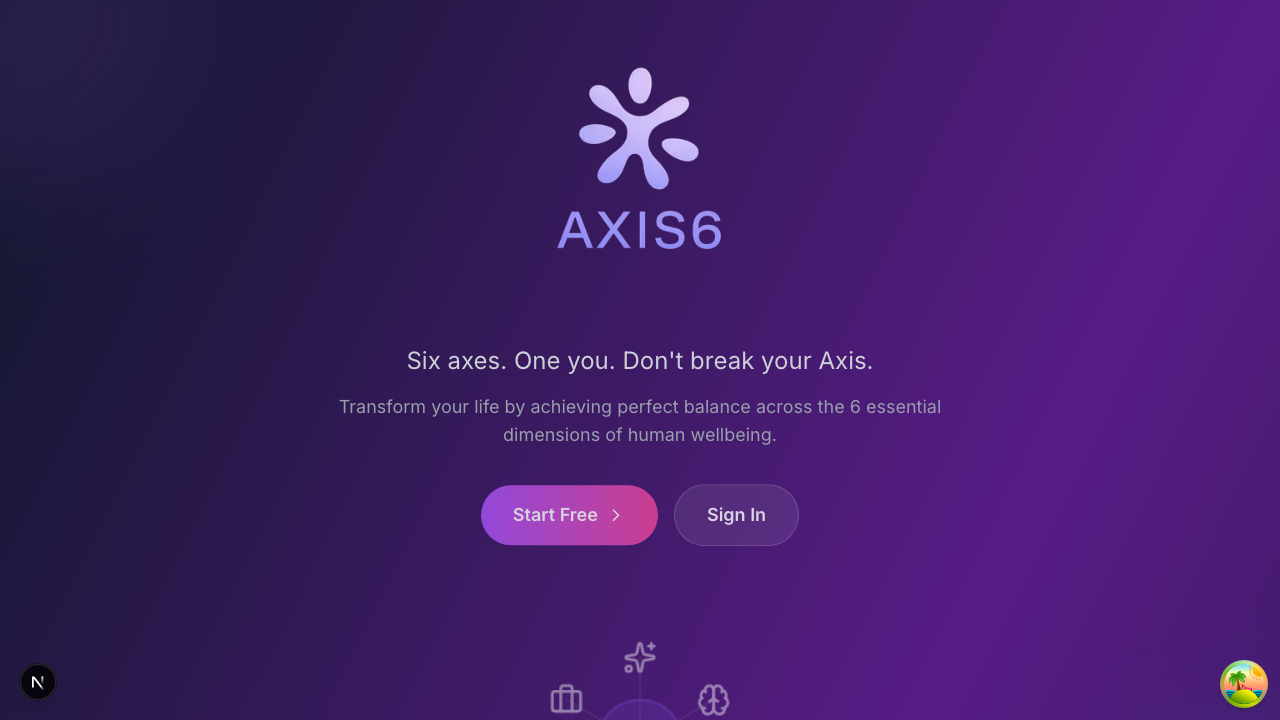 AXIS6
Six axes. One you. Don't break your Axis.
Transform your life by achieving perfect balance across the 6 essential
dimensions of human wellbeing.
Start Free
Sign In
N